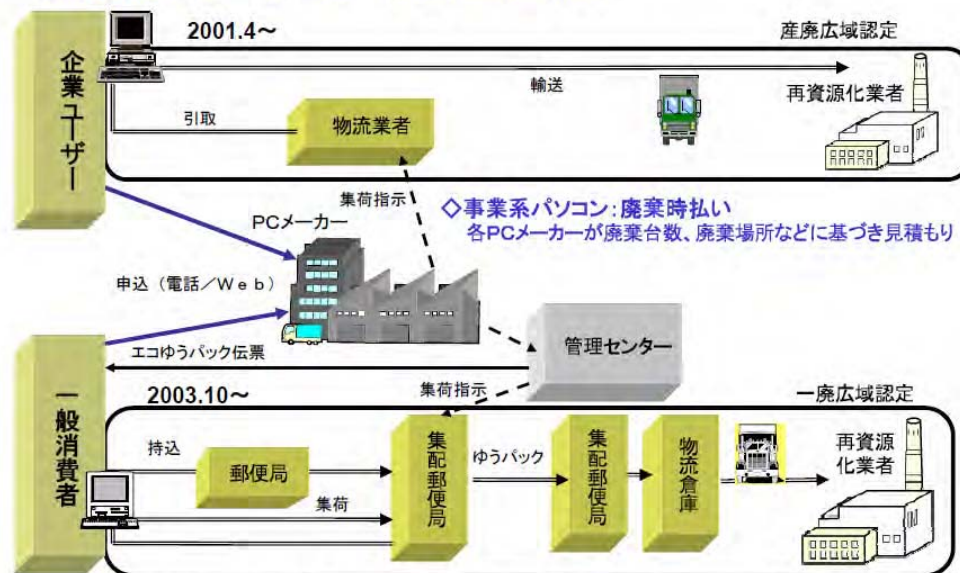 2001.4～
産廃広域認定
企業ユーザー
輸送
再資源化業者
引取
物流業者
集荷指示
◇事業系パソコン：廃棄時払い
各PCメーカーが廃棄台数、廃棄場所などに基づき見積もり
PCメーカー
申込（電話／Ｗｅｂ）
管理センター
エコゆうパック伝票
集荷指示
2003.10～
一廃広域認定
一般消費者
持込
郵便局
集荷
集配郵便局
ゆうパック
集配郵便局
物流倉庫
再資源
化業者